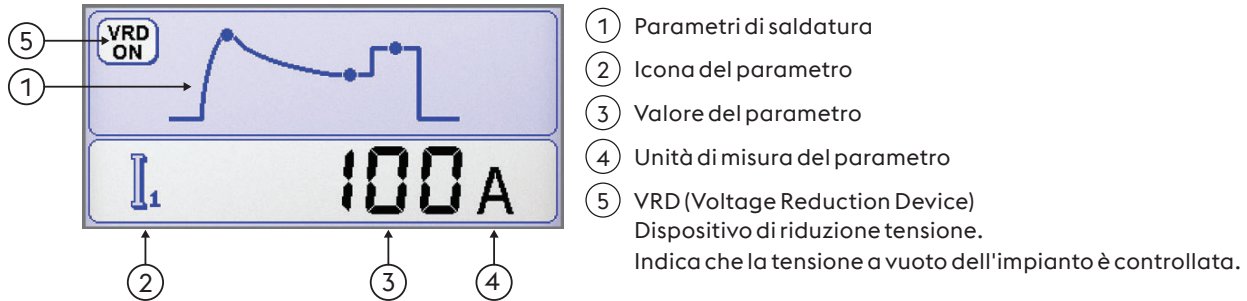 5
VRD
ON
1
I1
100 A
2
3
4
1 Parametri di saldatura
2 Icona del parametro
3 Valore del parametro
4 Unità di misura del parametro
5 VRD (Voltage Reduction Device)
Dispositivo di riduzione tensione.
Indica che la tensione a vuoto dell'impianto è controllata.